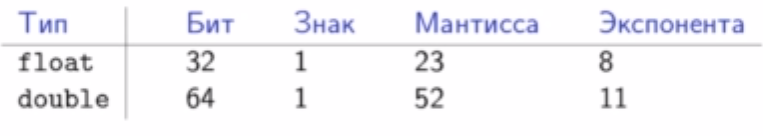 Тип Бит Знак Мантисса Экспонента
float 32 1 23 8
double 64 1 52 11